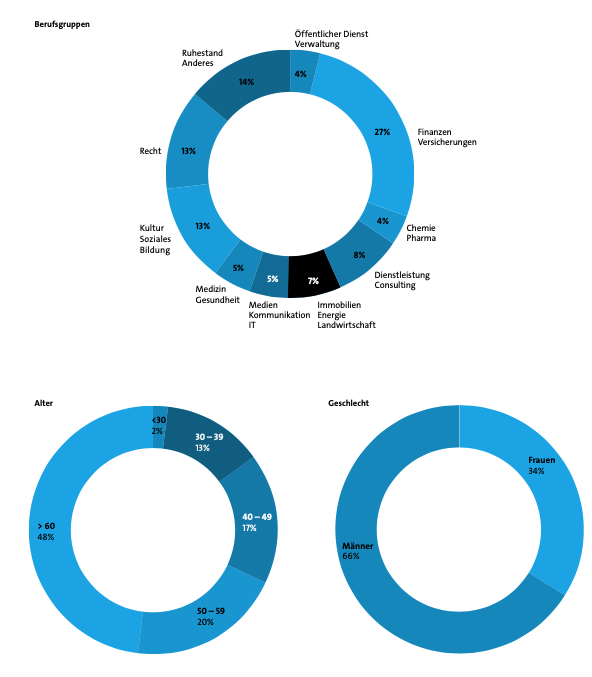 Berufsgruppen
Öffentlicher Dienst
Verwaltung
4%
Finanzen
Versicherungen
27%
Chemie
Pharma
4%
Dienstleistung
Consulting
8%
Immobilien
Energie
Landwirtschaft
7%
Medien
Kommunikation
IT
5%
Medizin
Gesundheit
5%
Kultur
Soziales
Bildung
13%
Recht
13%
Ruhestand
Anderes
14%
Alter
<30
2%
30 – 39
13%
40 – 49
17%
50 – 59
20%
> 60
48%
Geschlecht
Frauen
34%
Männer
66%